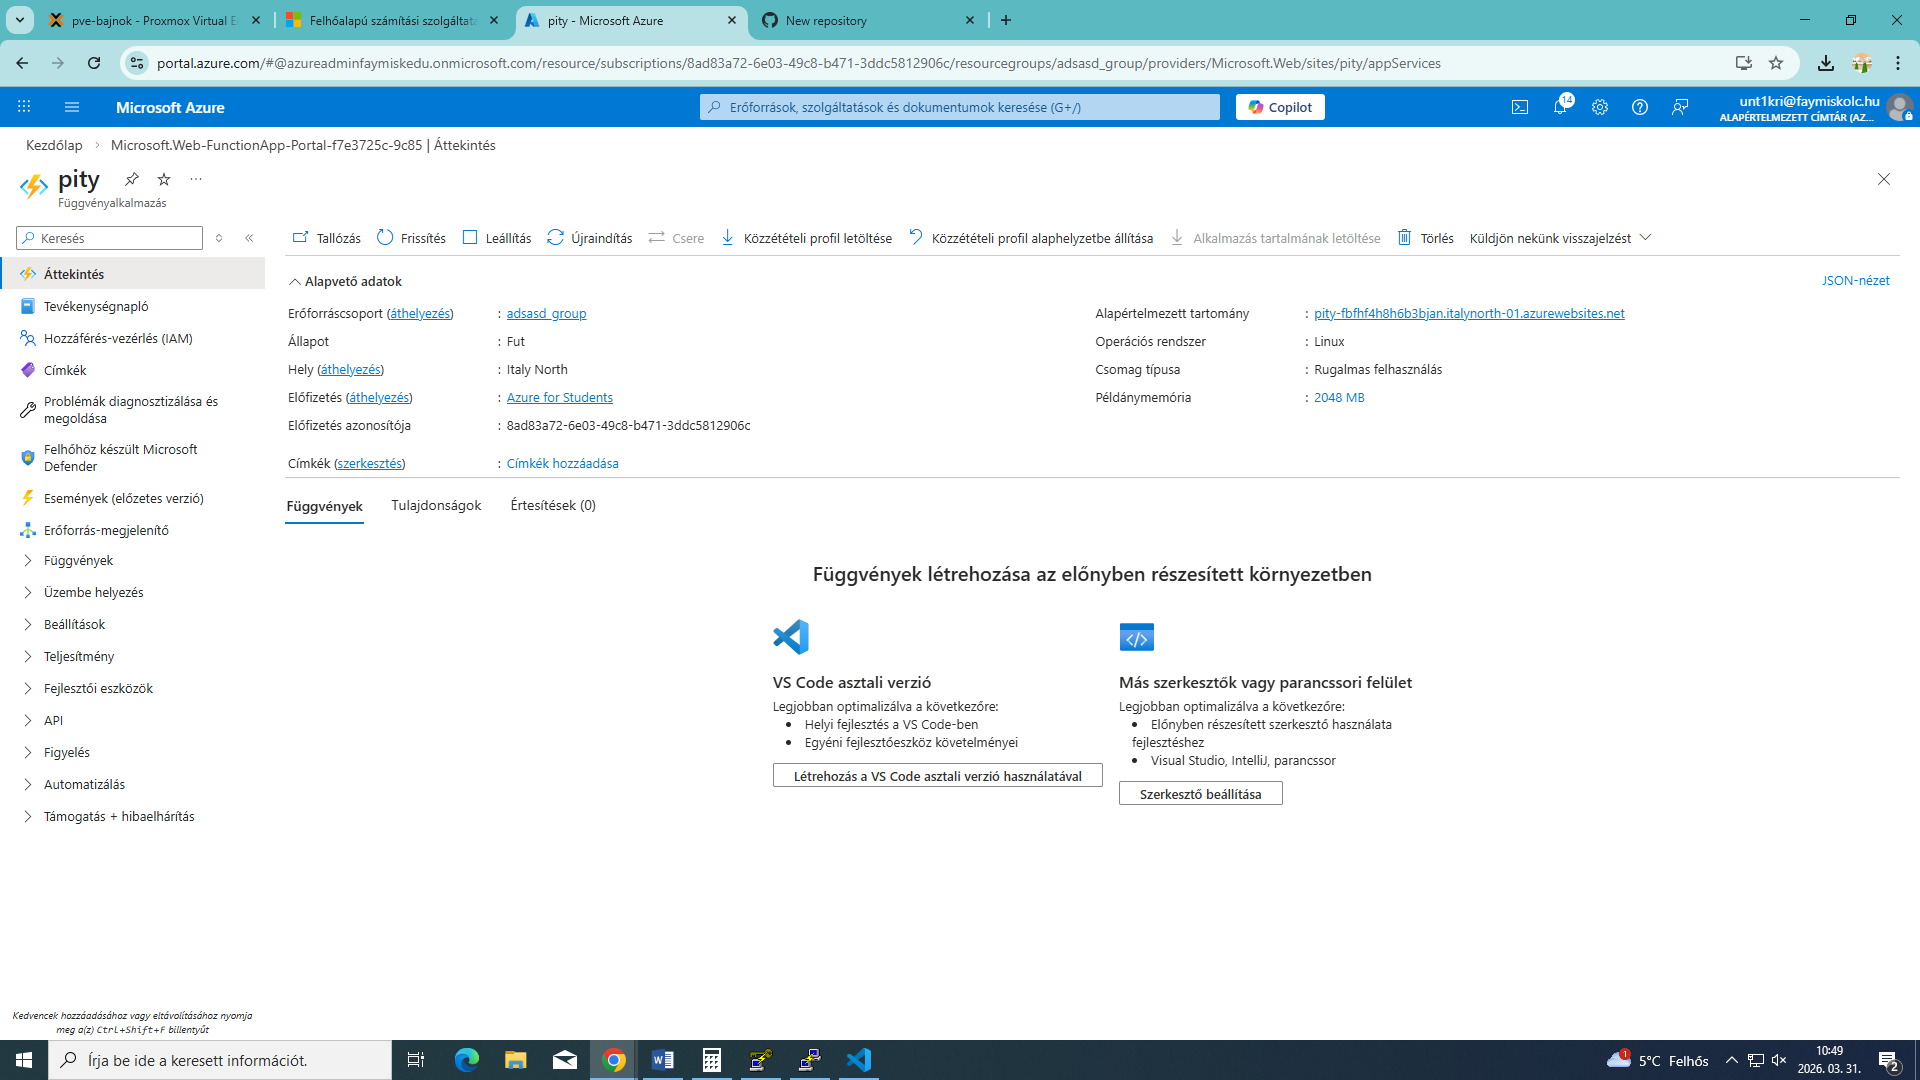 pve-bajnok - Proxmox Virtual E
Felhőalapú számítási szolgáltatá
pity - Microsoft Azure
New repository
portal.azure.com/#@azureadminfaymiskedu.onmicrosoft.com/resource/subscriptions/8ad83a72-6e03-49c8-b471-3ddc5812906c/resourcegroups/adsasd_group/providers/Microsoft.Web/sites/pity/appServices
Microsoft Azure
Erőforrások, szolgáltatások és dokumentumok keresése (G+/)
Copilot
14
unt1kri@faymiskolc.hu
ALAPÉRTELMEZETT CÍMTÁR (AZ...
Kezdőlap
Microsoft.Web-FunctionApp-Portal-f7e3725c-9c85 | Áttekintés
pity
Függvényalkalmazás
Keresés
Tallózás
Frissítés
Leállítás
Újraindítás
Csere
Közzétételi profil letöltése
Közzétételi profil alaphelyzetbe állítása
Alkalmazás tartalmának letöltése
Törlés
Küldjön nekünk visszajelzést
Áttekintés
Tevékenységnapló
Hozzáférés-vezérlés (IAM)
Címkék
Problémák diagnosztizálása és
megoldása
Felhőhöz készült Microsoft
Defender
Események (előzetes verzió)
Erőforrás-megjelenítő
Függvények
Üzembe helyezés
Beállítások
Teljesítmény
Fejlesztői eszközök
API
Figyelés
Automatizálás
Támogatás + hibaelhárítás
Kedvencek hozzáadásához vagy eltávolításához nyomja
meg a(z) Ctrl+Shift+F billentyűt
Alapvető adatok
JSON-nézet
Erőforráscsoport (áthelyezés) : adsasd_group
Állapot : Fut
Hely (áthelyezés) : Italy North
Előfizetés (áthelyezés) : Azure for Students
Előfizetés azonosítója : 8ad83a72-6e03-49c8-b471-3ddc5812906c
Címkék (szerkesztés) : Címkék hozzáadása
Alapértelmezett tartomány : pity-fbfhf4h8h6b3bjan.italynorth-01.azurewebsites.net
Operációs rendszer : Linux
Csomag típusa : Rugalmas felhasználás
Példánymemória : 2048 MB
Függvények
Tulajdonságok
Értesítések (0)
Függvények létrehozása az előnyben részesített környezetben
VS Code asztali verzió
Legjobban optimalizálva a következőre:
• Helyi fejlesztés a VS Code-ben
• Egyéni fejlesztőeszköz követelményei
Létrehozás a VS Code asztali verzió használatával
Más szerkesztők vagy parancssori felület
Legjobban optimalizálva a következőre:
• Előnyben részesített szerkesztő használata
fejlesztéshez
• Visual Studio, IntelliJ, parancssor
Szerkesztő beállítása
Írja be ide a keresett információt.
1
5°C Felhős
10:49
2026. 03. 31.
2